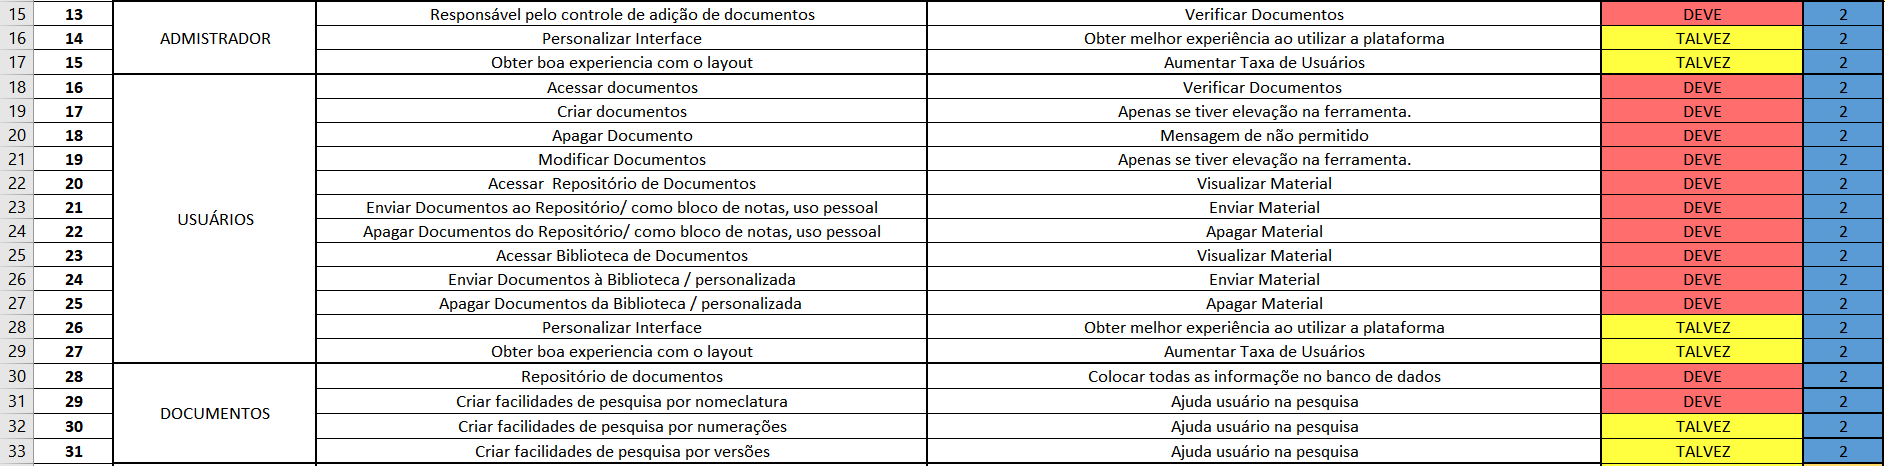 15 13 Responsável pelo controle de adição de documentos Verificar Documentos DEVE 2
16 14 ADMISTRADOR Personalizar Interface Obter melhor experiência ao utilizar a plataforma TALVEZ 2
17 15 Obter boa experiencia com o layout Aumentar Taxa de Usuários TALVEZ 2
18 16 Acessar documentos Verificar Documentos DEVE 2
19 17 Criar documentos Apenas se tiver elevação na ferramenta. DEVE 2
20 18 Apagar Documento Mensagem de não permitido DEVE 2
21 19 Modificar Documentos Apenas se tiver elevação na ferramenta. DEVE 2
22 20 Acessar Repositório de Documentos Visualizar Material DEVE 2
23 21 USUÁRIOS Enviar Documentos ao Repositório/ como bloco de notas, uso pessoal Enviar Material DEVE 2
24 22 Apagar Documentos do Repositório/ como bloco de notas, uso pessoal Apagar Material DEVE 2
25 23 Acessar Biblioteca de Documentos Visualizar Material DEVE 2
26 24 Enviar Documentos à Biblioteca / personalizada Enviar Material DEVE 2
27 25 Apagar Documentos da Biblioteca / personalizada Apagar Material DEVE 2
28 26 Personalizar Interface Obter melhor experiência ao utilizar a plataforma TALVEZ 2
29 27 Obter boa experiencia com o layout Aumentar Taxa de Usuários TALVEZ 2
30 28 Repositório de documentos Colocar todas as informaçõe no banco de dados DEVE 2
31 29 DOCUMENTOS Criar facilidades de pesquisa por nomeclatura Ajuda usuário na pesquisa DEVE 2
32 30 Criar facilidades de pesquisa por numerações Ajuda usuário na pesquisa TALVEZ 2
33 31 Criar facilidades de pesquisa por versões Ajuda usuário na pesquisa TALVEZ 2